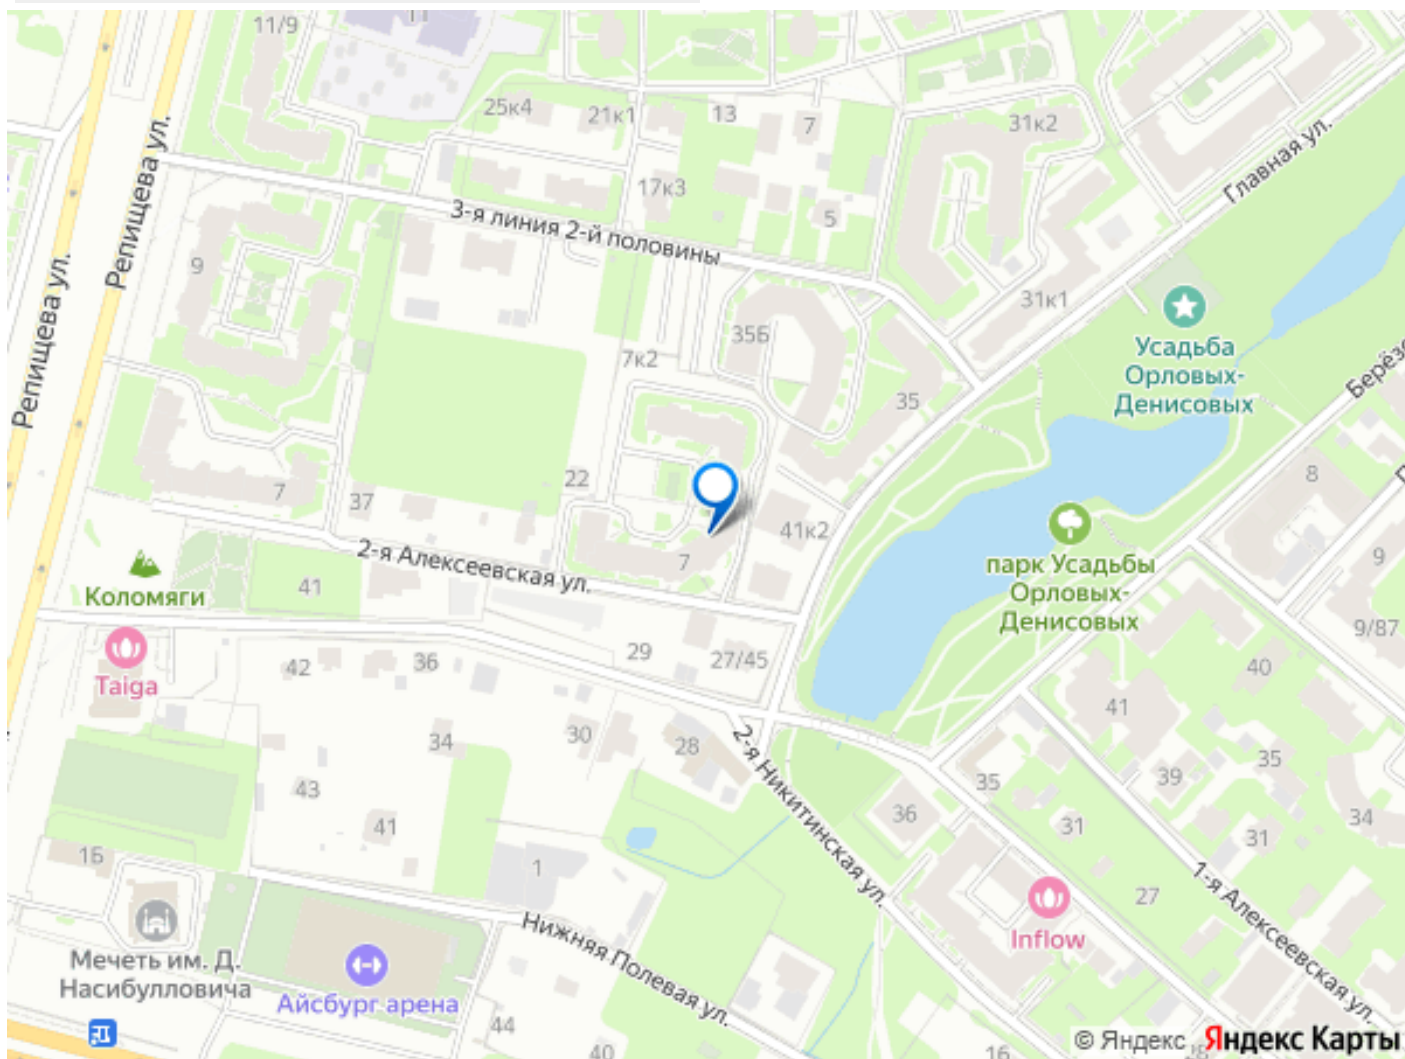 11/9
11
25к4
21к1
13
7
31к2
Главная ул.
Репищева ул.
17к3
3-я линия 2-й половины
5
9
31к1
Репищева ул.
35Б
Усадьба
Орловых-
Денисовых
7к2
35
Берёзо
22
8
7
37
41к2
2-я Алексеевская ул.
7
парк Усадьбы
Орловых-
Денисовых
9
Коломяги
41
9/87
Taiga
42
36
29
27/45
40
41
34
30
28
2-я Никитинская ул.
35
39
35
43
41
36
31
31
34
1Б
1
27
1-я Алексеевская ул.
Нижняя Полевая ул.
Inflow
Мечеть им. Д.
Насибулловича
Айсбург арена
44
40
16
© Яндекс Яндекс Карты